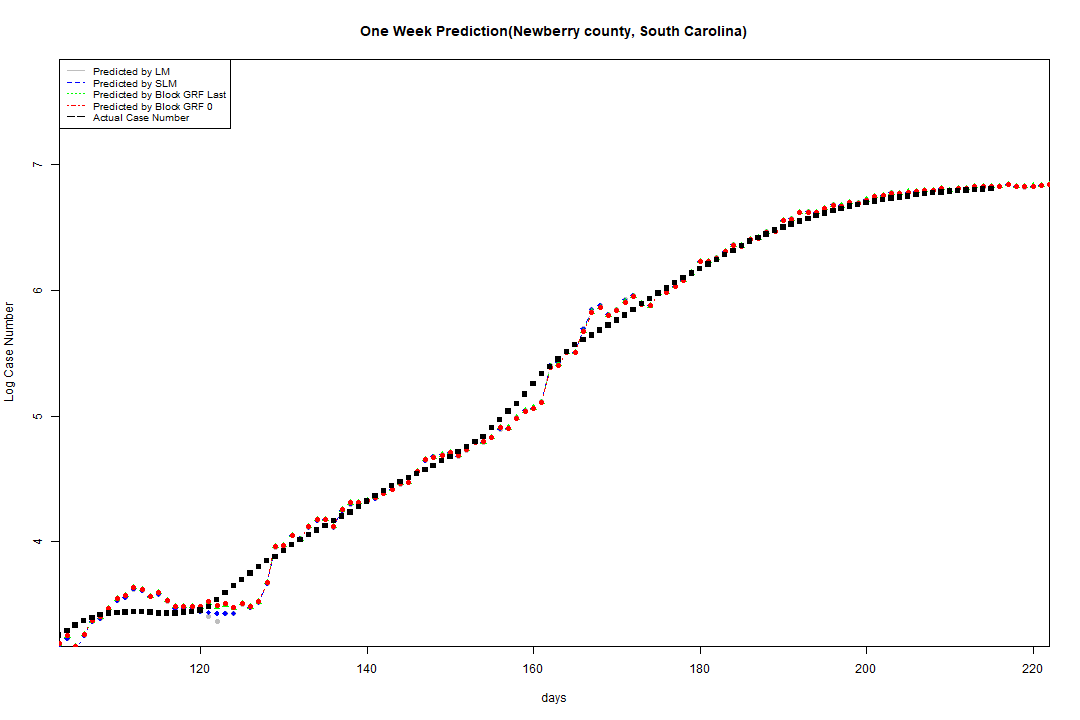 One Week Prediction(Newberry county, South Carolina)
Predicted by LM
Predicted by SLM
Predicted by Block GRF Last
Predicted by Block GRF 0
Actual Case Number
7
6
5
4
Log Case Number
120 140 160 180 200 220
days